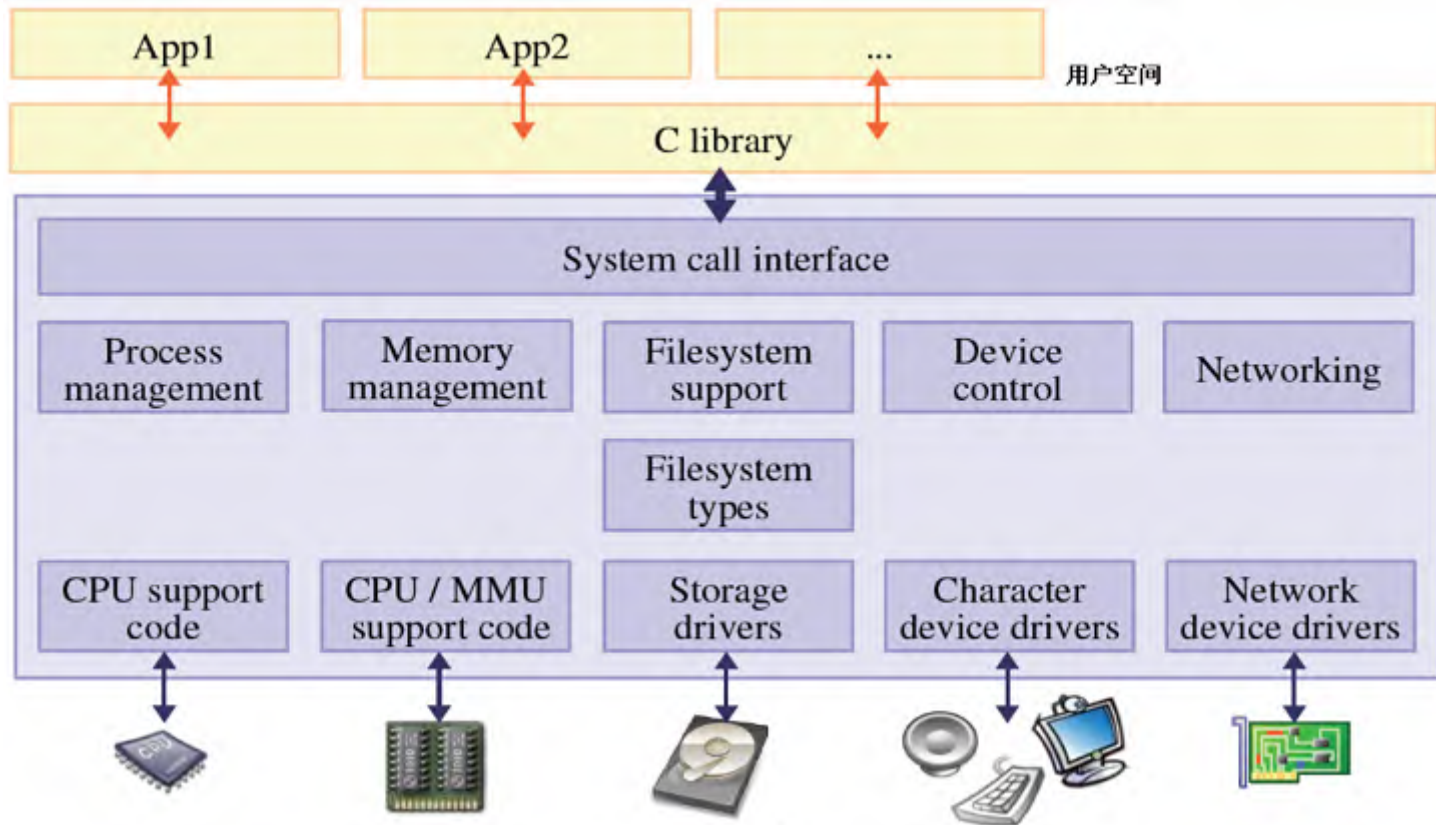 App1
App2
...
用户空间
C library
System call interface
Process
management
Memory
management
Filesystem
support
Device
control
Networking
Filesystem
types
CPU support
code
CPU / MMU
support code
Storage
drivers
Character
device drivers
Network
device drivers
CPU